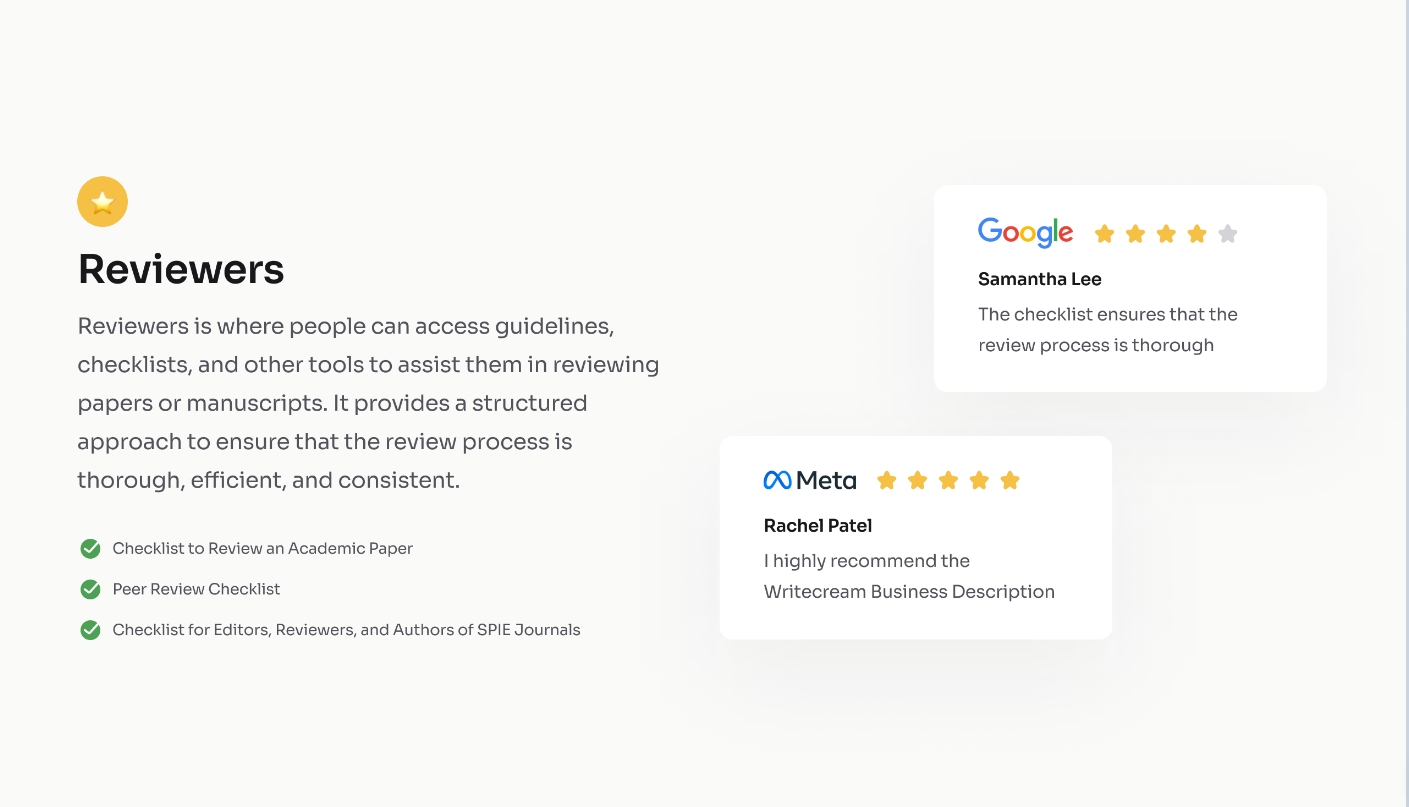 Reviewers
Reviewers is where people can access guidelines,
checklists, and other tools to assist them in reviewing
papers or manuscripts. It provides a structured
approach to ensure that the review process is
thorough, efficient, and consistent.
Checklist to Review an Academic Paper
Peer Review Checklist
Checklist for Editors, Reviewers, and Authors of SPIE Journals
Google
Samantha Lee
The checklist ensures that the
review process is thorough
Meta
Rachel Patel
I highly recommend the
Writecream Business Description